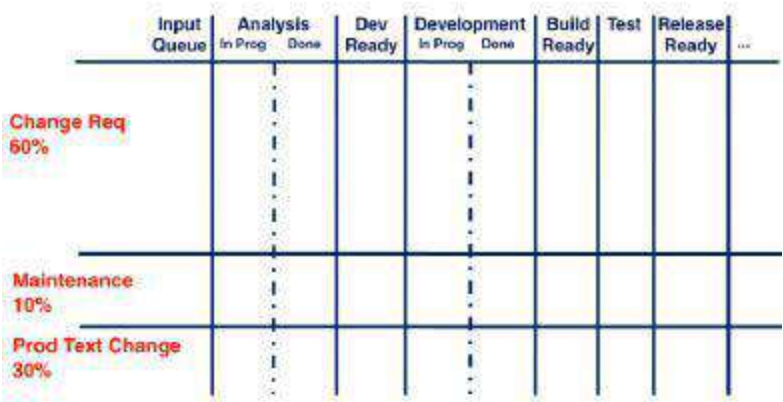 Input Queue
Analysis
In Prog Done
Dev Ready
Development
In Prog Done
Build Ready
Test
Release Ready
...
Change Req
60%
Maintenance
10%
Prod Text Change
30%